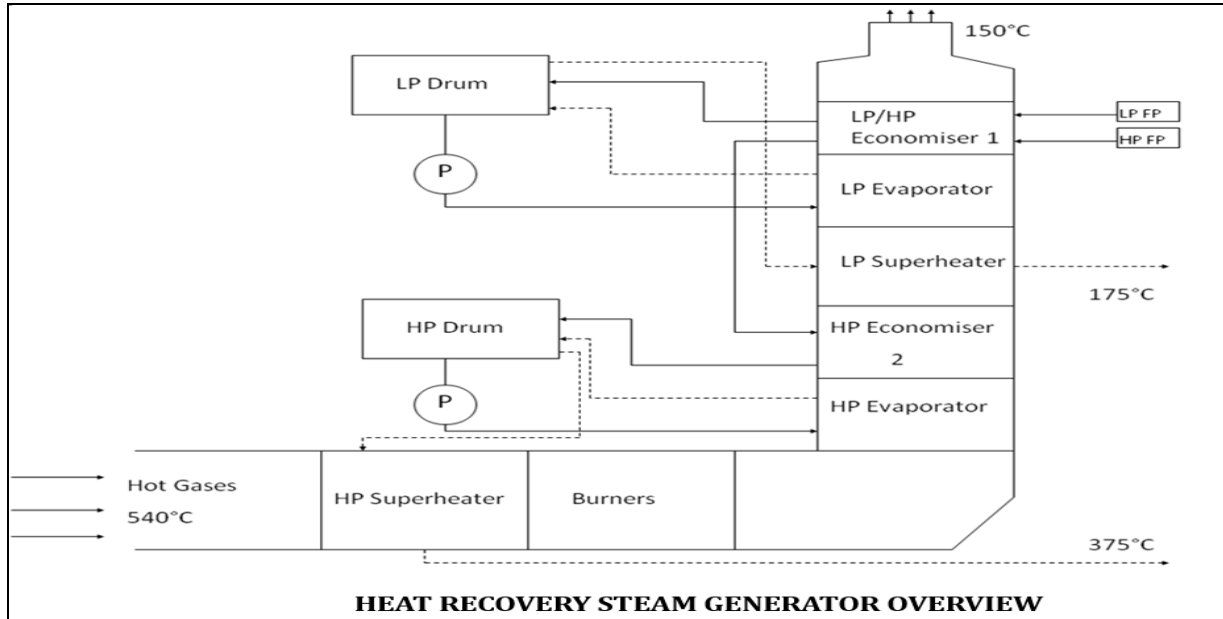 150°C
LP Drum
LP/HP
Economiser 1
LP FP
HP FP
P
LP Evaporator
LP Superheater
175°C
HP Drum
HP Economiser
2
P
HP Evaporator
Hot Gases
540°C
HP Superheater
Burners
375°C
HEAT RECOVERY STEAM GENERATOR OVERVIEW